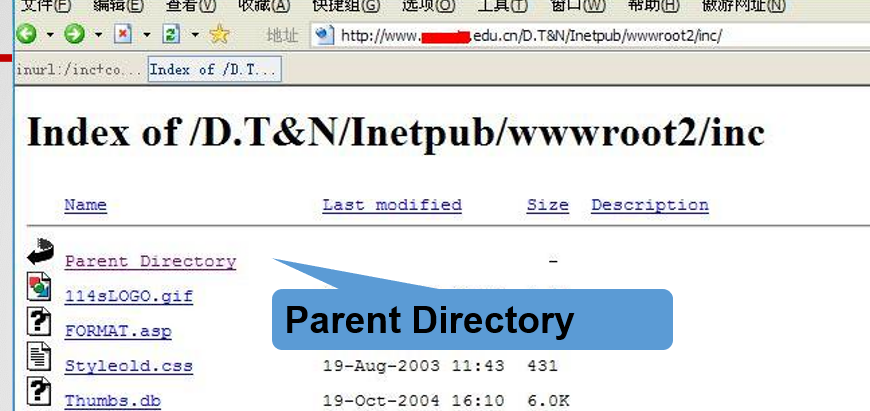 文件(F) 编辑(E) 查看(V) 收藏(A) 快捷组(G) 选项(O) 工具(T) 窗口(W) 帮助(H) 傲游网址(N)
地址 http://www. .edu.cn/D.T&N/Inetpub/wwwroot2/inc/
inurl:/inc+co... Index of /D.T...
Index of /D.T&N/Inetpub/wwwroot2/inc
Name Last modified Size Description
Parent Directory -
114sLOGO.gif
Parent Directory
FORMAT.asp
Styleold.css 19-Aug-2003 11:43 431
Thumbs.db 19-Oct-2004 16:10 6.0K